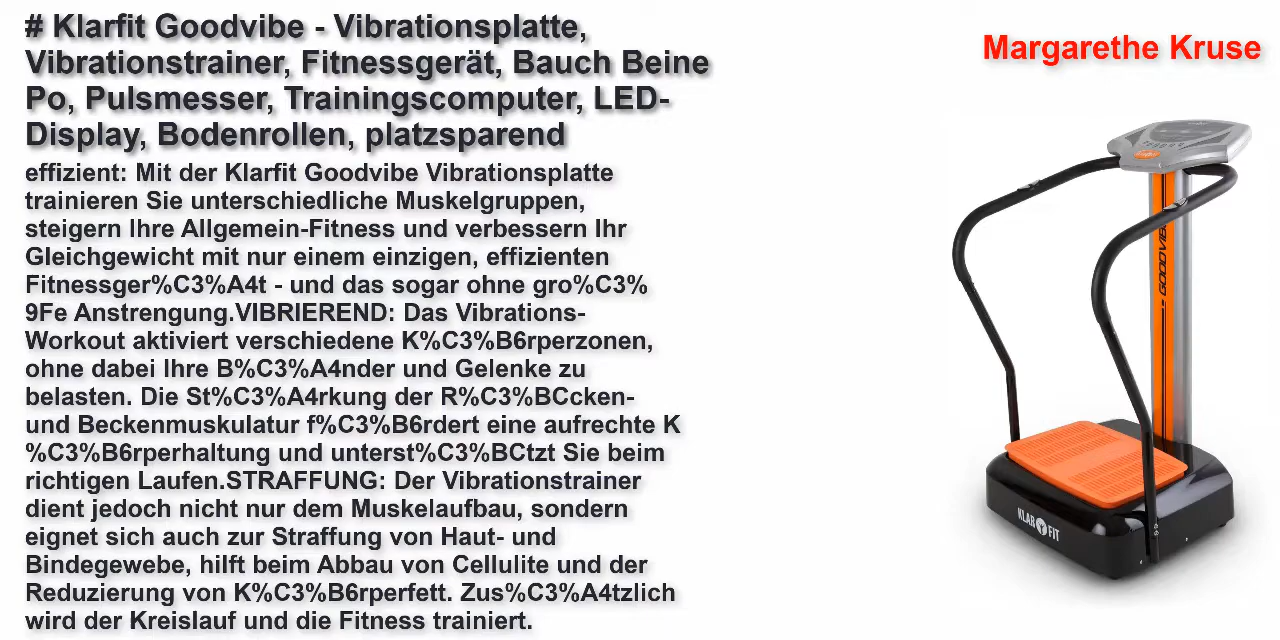 # Klarfit Goodvibe - Vibrationsplatte,
Vibrationstrainer, Fitnessgerät, Bauch Beine
Po, Pulsmesser, Trainingscomputer, LED-
Display, Bodenrollen, platzsparend
effizient: Mit der Klarfit Goodvibe Vibrationsplatte
trainieren Sie unterschiedliche Muskelgruppen,
steigern Ihre Allgemein-Fitness und verbessern Ihr
Gleichgewicht mit nur einem einzigen, effizienten
Fitnessger%C3%A4t - und das sogar ohne gro%C3%
9Fe Anstrengung.VIBRIEREND: Das Vibrations-
Workout aktiviert verschiedene K%C3%B6rperzonen,
ohne dabei Ihre B%C3%A4nder und Gelenke zu
belasten. Die St%C3%A4rkung der R%C3%BCcken-
und Beckenmuskulatur f%C3%B6rdert eine aufrechte K
%C3%B6rperhaltung und unterst%C3%BCtzt Sie beim
richtigen Laufen.STRAFFUNG: Der Vibrationstrainer
dient jedoch nicht nur dem Muskelaufbau, sondern
eignet sich auch zur Straffung von Haut- und
Bindegewebe, hilft beim Abbau von Cellulite und der
Reduzierung von K%C3%B6rperfett. Zus%C3%A4tzlich
wird der Kreislauf und die Fitness trainiert.
Margarethe Kruse
GOODVIBE
KLAR FIT